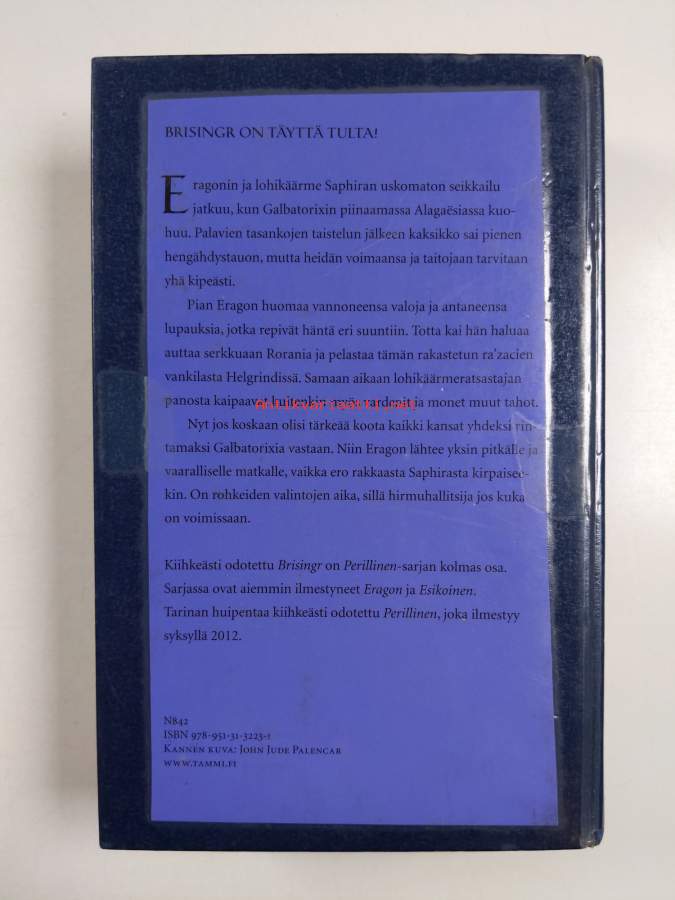 BRISINGR ON TÄYTTÄ TULTA!
Eragonin ja lohikäärme Saphiran uskomaton seikkailu
jatkuu, kun Galbatorixin piinaamassa Alagaësiassa kuo-
huu. Palavien tasankojen taistelun jälkeen kaksikko sai pienen
hengähdystauon, mutta heidän voimaansa ja taitojaan tarvitaan
yhä kipeästi.
Pian Eragon huomaa vannoneensa valoja ja antaneensa
lupauksia, jotka repivät häntä eri suuntiin. Totta kai hän haluaa
auttaa serkkuaan Rorania ja pelastaa tämän rakastetun ra'zacien
vankilasta Helgrindissä. Samaan aikaan lohikäärmeratsastajan
panosta kaipaavat kuitenkin myös vardenit ja monet muut tahot.
Antikvariaatti.net
Nyt jos koskaan olisi tärkeää koota kaikki kansat yhdeksi rin-
tamaksi Galbatorixia vastaan. Niin Eragon lähtee yksin pitkälle ja
vaaralliselle matkalle, vaikka ero rakkaasta Saphirasta kirpaisee-
kin. On rohkeiden valintojen aika, sillä hirmuhallitsija jos kuka
on voimissaan.
Kiihkeästi odotettu Brisingr on Perillinen-sarjan kolmas osa.
Sarjassa ovat aiemmin ilmestyneet Eragon ja Esikoinen.
Tarinan huipentaa kiihkeästi odotettu Perillinen, joka ilmestyy
syksyllä 2012.
N842
ISBN 978-951-31-3223-1
KANNEN KUVA: JOHN JUDE PALENCAR
WWW.TAMMI.FI